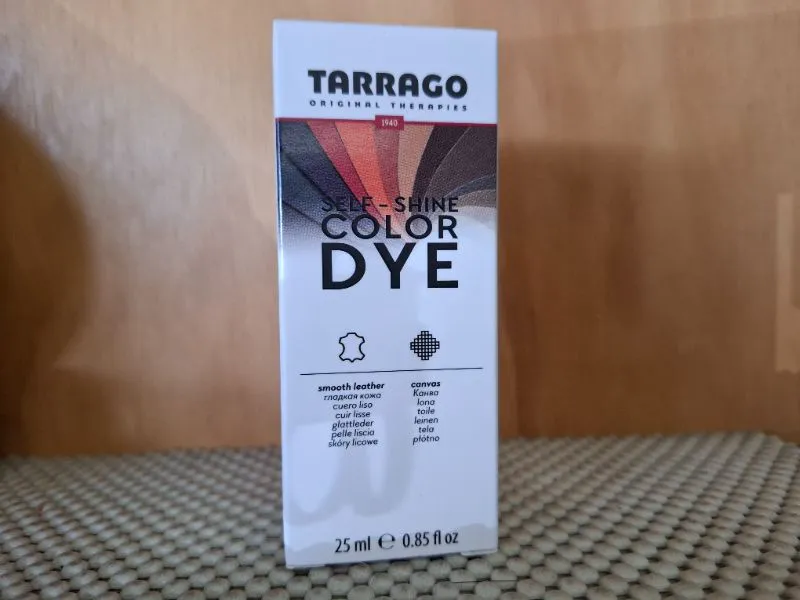 TARRAGO
ORIGINAL THERAPIES
1940
SELF - SHINE
COLOR
DYE
smooth leather
гладкая кожа
cuero liso
cuir lisse
glattleder
pelle liscia
skóry licowe
canvas
Канва
lona
toile
leinen
tela
płótno
25 ml ℮ 0.85 fl oz